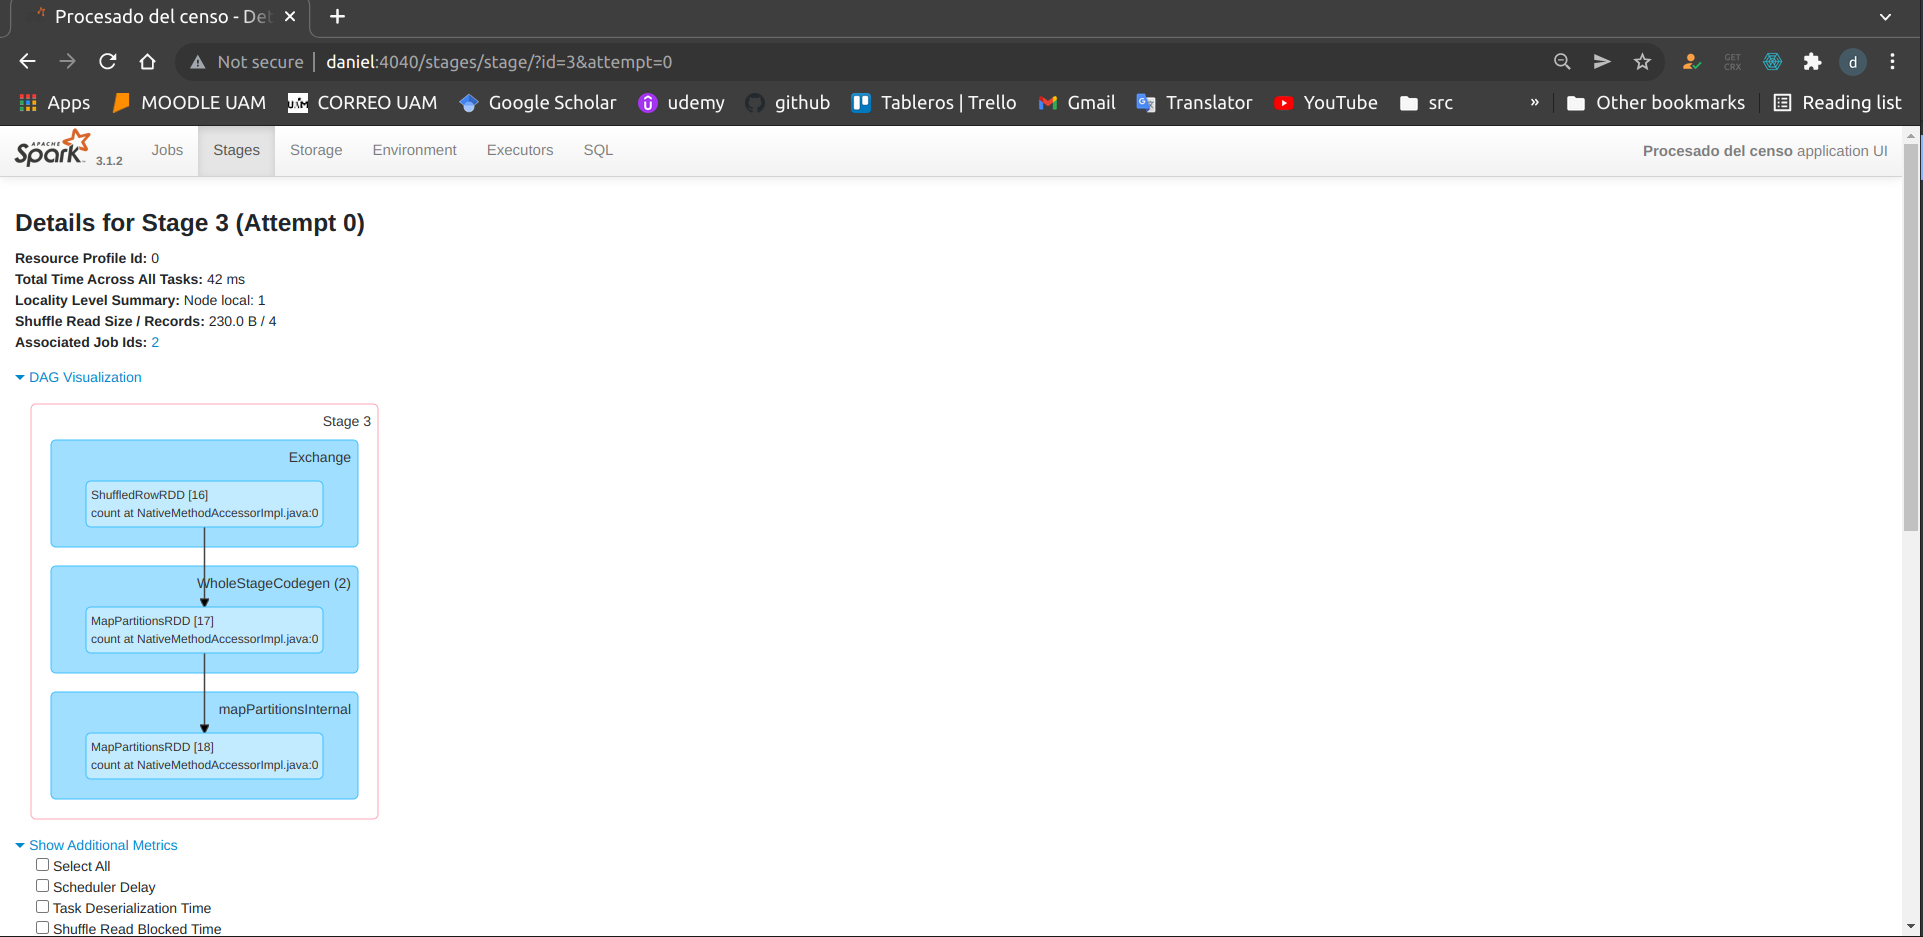 Procesado del censo - Det
Not secure | daniel:4040/stages/stage/?id=3&attempt=0
GET CRX
d
Apps MOODLE UAM CORREO UAM Google Scholar udemy github Tableros | Trello Gmail Translator YouTube src » Other bookmarks Reading list
APACHE Spark 3.1.2 Jobs Stages Storage Environment Executors SQL Procesado del censo application UI
Details for Stage 3 (Attempt 0)
Resource Profile Id: 0
Total Time Across All Tasks: 42 ms
Locality Level Summary: Node local: 1
Shuffle Read Size / Records: 230.0 B / 4
Associated Job Ids: 2
DAG Visualization
Stage 3
Exchange
ShuffledRowRDD [16]
count at NativeMethodAccessorImpl.java:0
WholeStageCodegen (2)
MapPartitionsRDD [17]
count at NativeMethodAccessorImpl.java:0
mapPartitionsInternal
MapPartitionsRDD [18]
count at NativeMethodAccessorImpl.java:0
Show Additional Metrics
Select All
Scheduler Delay
Task Deserialization Time
Shuffle Read Blocked Time